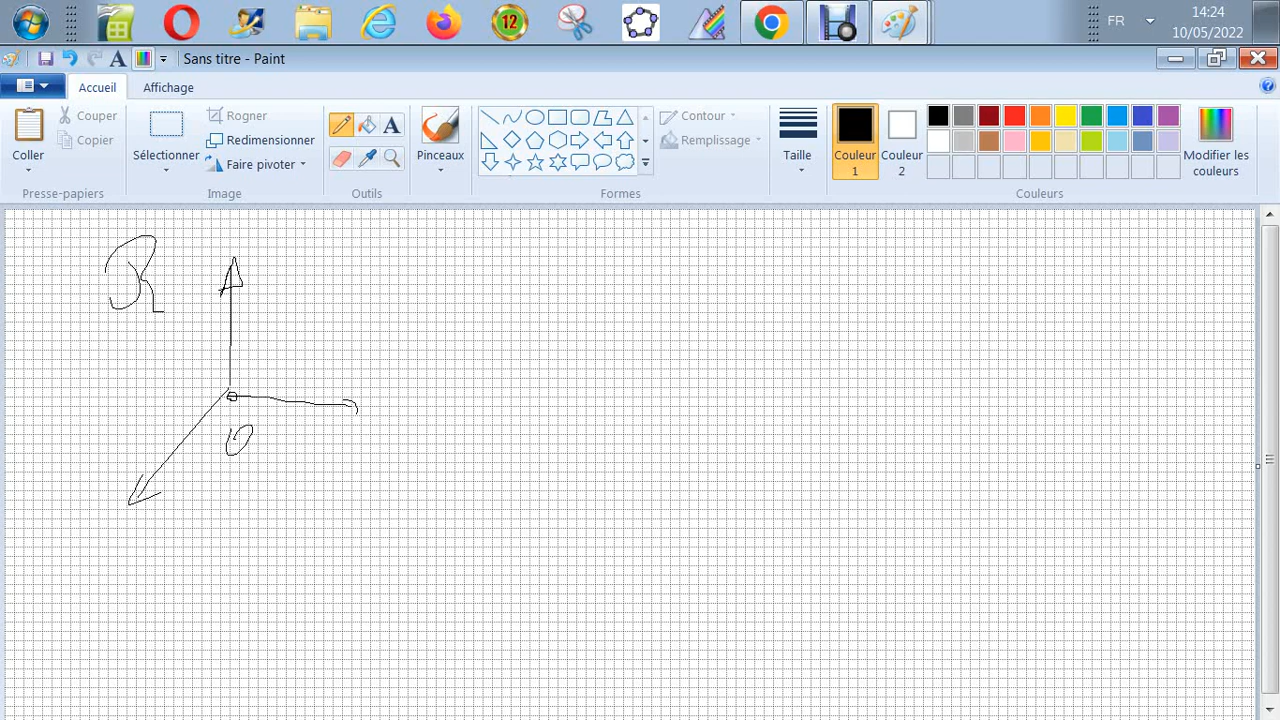 12
FR
14:24
10/05/2022
Sans titre - Paint
Accueil
Affichage
Coller
Couper
Copier
Presse-papiers
Sélectionner
Rogner
Redimensionner
Faire pivoter
Image
A
Outils
Pinceaux
Formes
Contour
Remplissage
Taille
Couleur
1
Couleur
2
Couleurs
Modifier les
couleurs
R
O